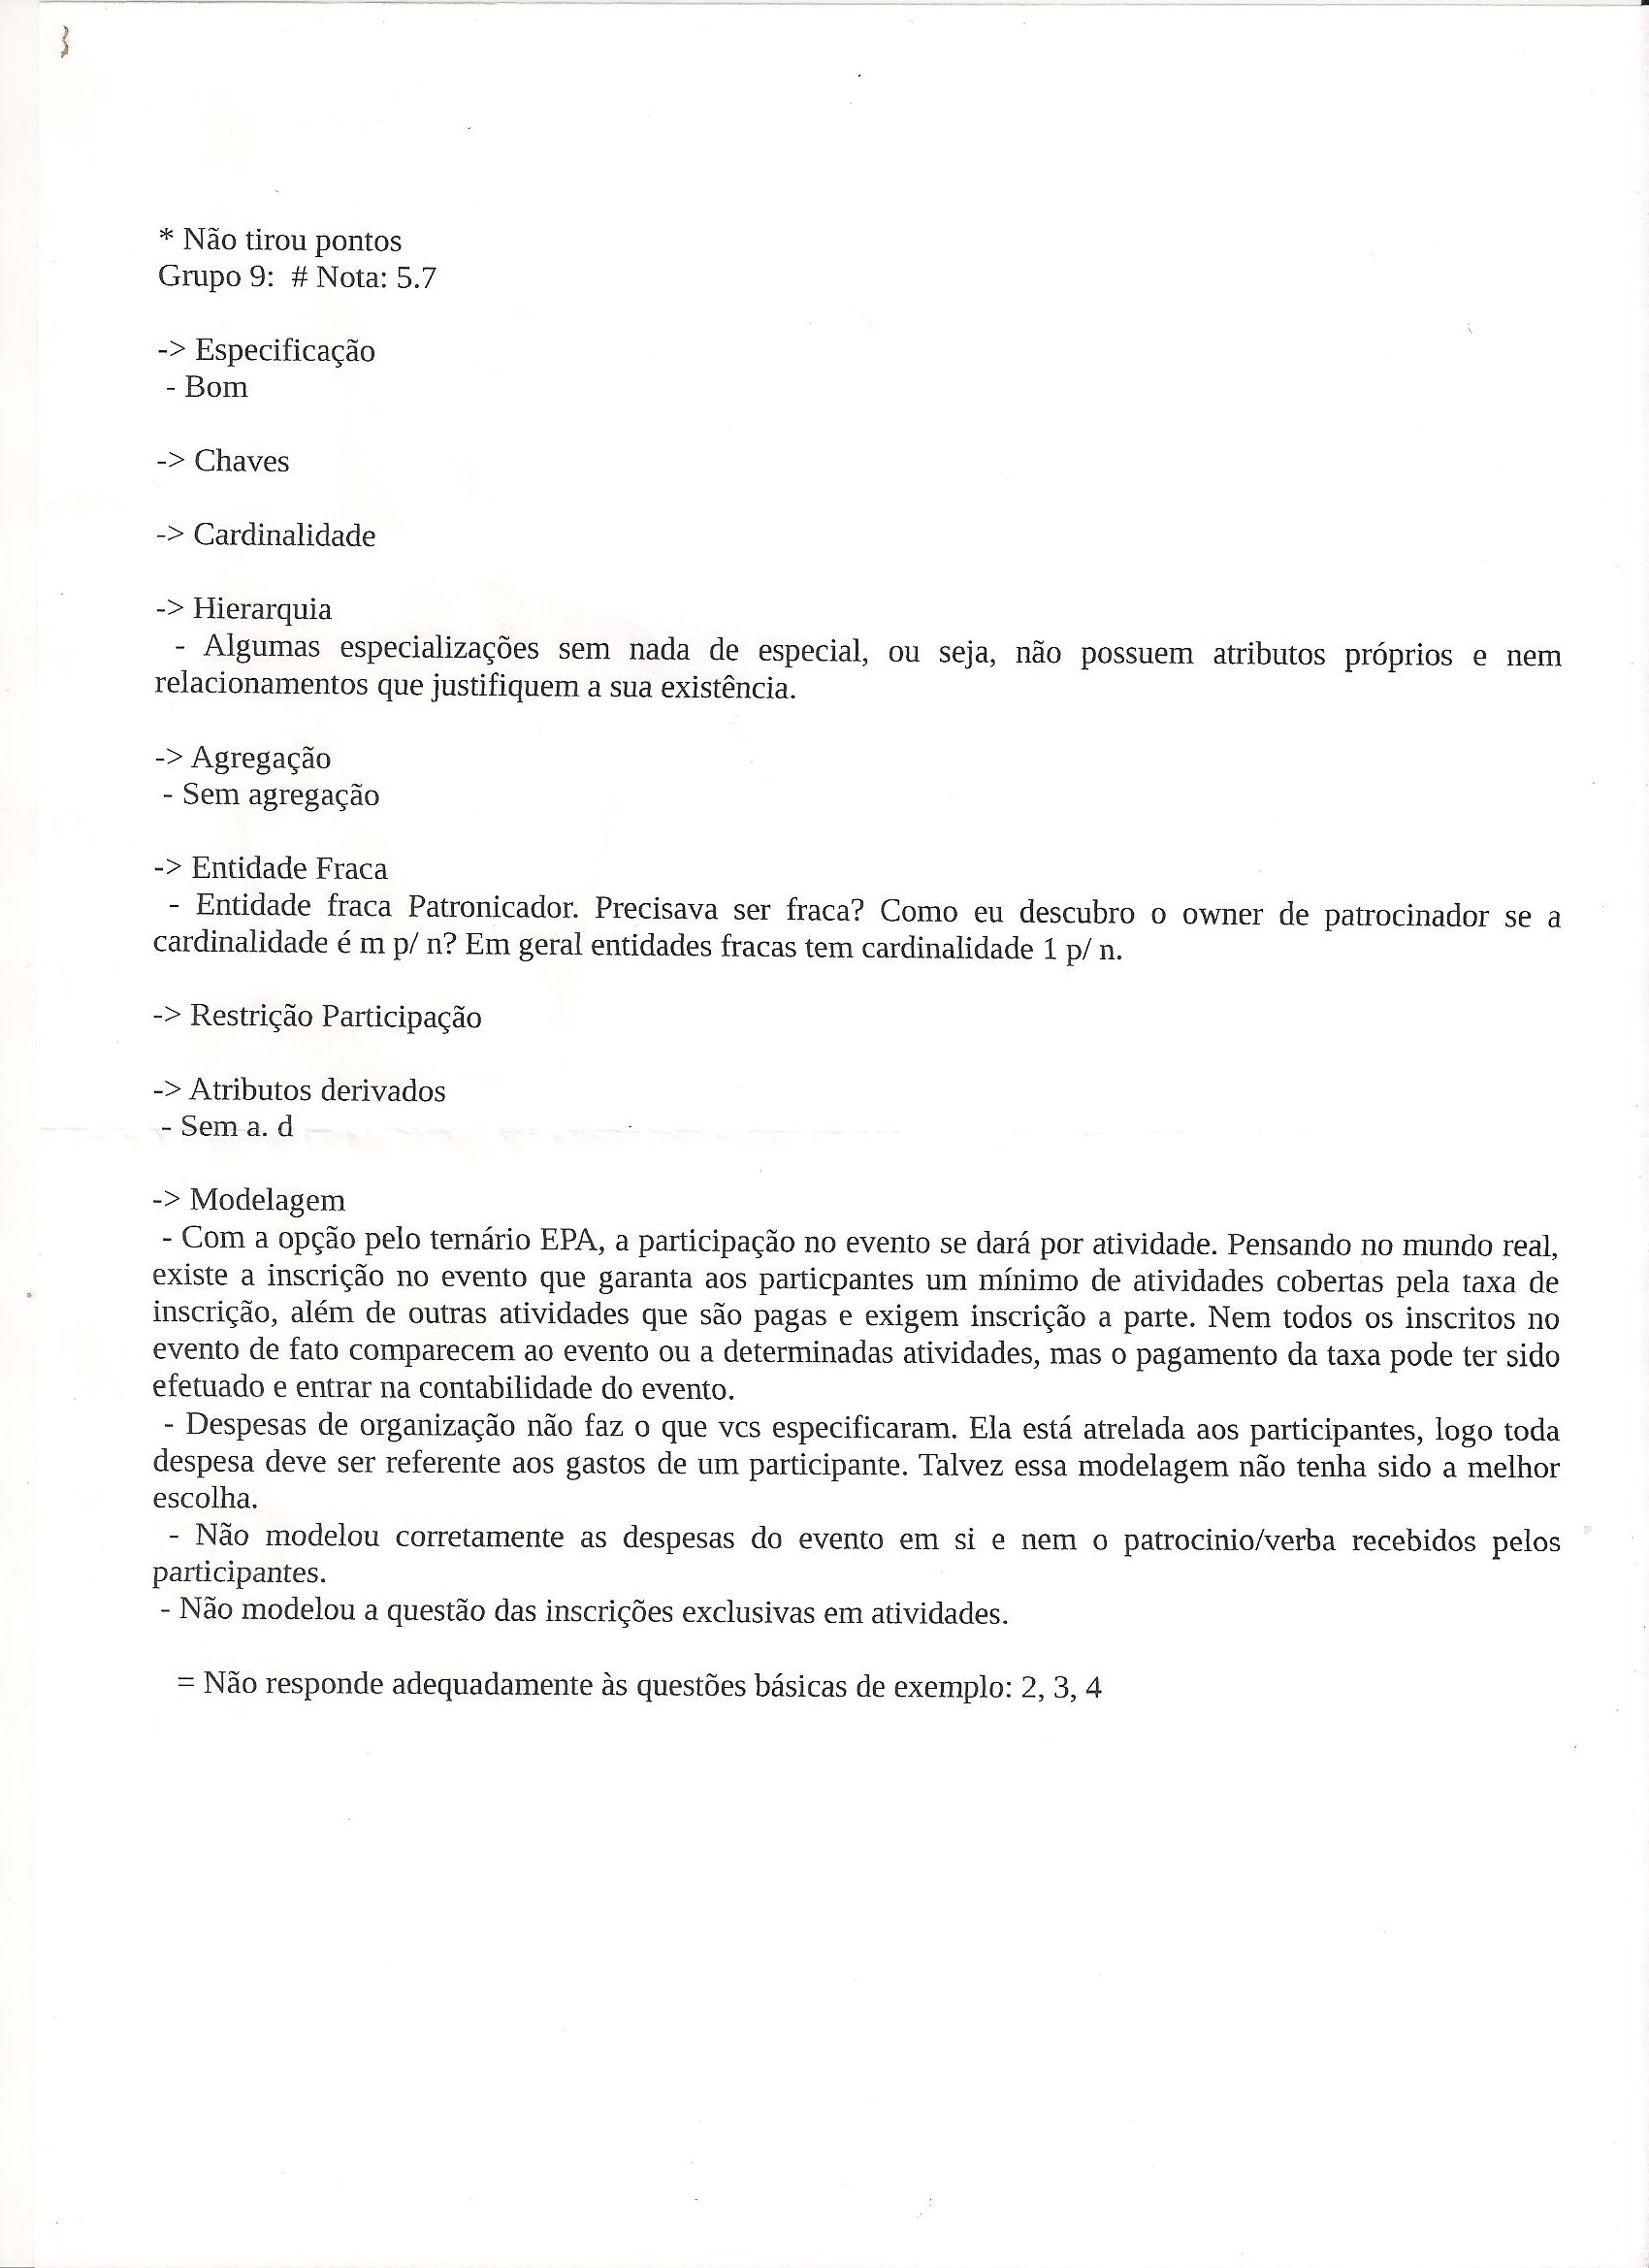 * Não tirou pontos
Grupo 9:  # Nota: 5.7
-> Especificação
- Bom
-> Chaves
-> Cardinalidade
-> Hierarquia
- Algumas especializações sem nada de especial, ou seja, não possuem atributos próprios e nem
relacionamentos que justifiquem a sua existência.
-> Agregação
- Sem agregação
-> Entidade Fraca
- Entidade fraca Patronicador. Precisava ser fraca? Como eu descubro o owner de patrocinador se a
cardinalidade é m p/ n? Em geral entidades fracas tem cardinalidade 1 p/ n.
-> Restrição Participação
-> Atributos derivados
- Sem a. d
-> Modelagem
- Com a opção pelo ternário EPA, a participação no evento se dará por atividade. Pensando no mundo real,
existe a inscrição no evento que garanta aos particpantes um mínimo de atividades cobertas pela taxa de
inscrição, além de outras atividades que são pagas e exigem inscrição a parte. Nem todos os inscritos no
evento de fato comparecem ao evento ou a determinadas atividades, mas o pagamento da taxa pode ter sido
efetuado e entrar na contabilidade do evento.
- Despesas de organização não faz o que vcs especificaram. Ela está atrelada aos participantes, logo toda
despesa deve ser referente aos gastos de um participante. Talvez essa modelagem não tenha sido a melhor
escolha.
- Não modelou corretamente as despesas do evento em si e nem o patrocinio/verba recebidos pelos
participantes.
- Não modelou a questão das inscrições exclusivas em atividades.
= Não responde adequadamente às questões básicas de exemplo: 2, 3, 4